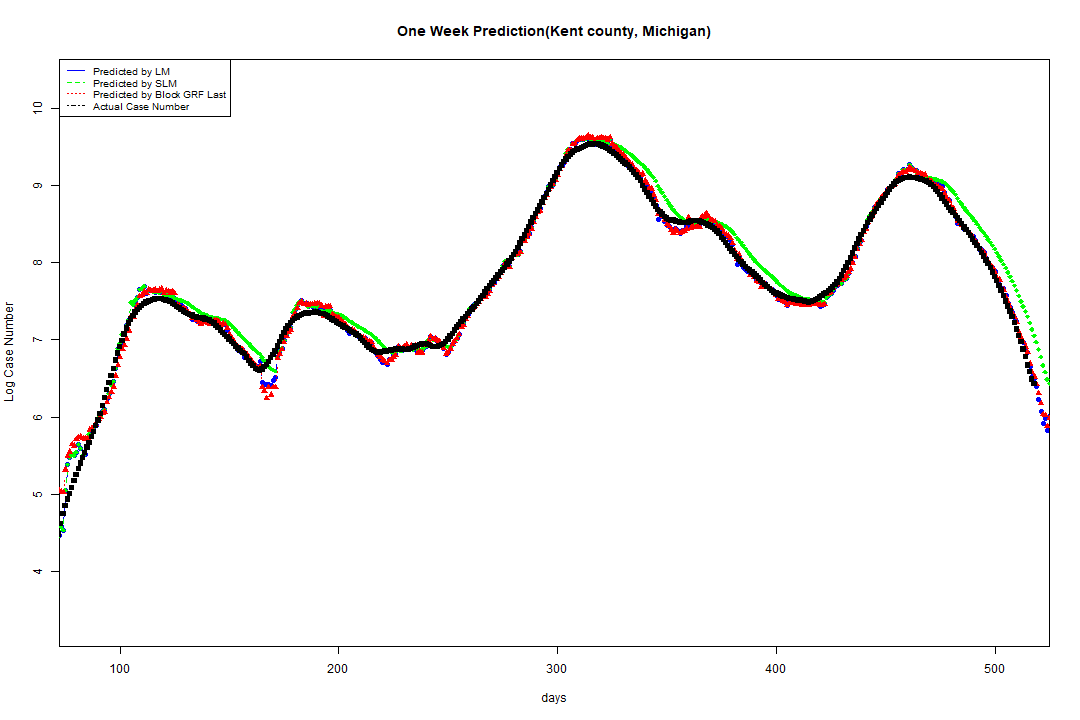 One Week Prediction(Kent county, Michigan)
Predicted by LM
Predicted by SLM
Predicted by Block GRF Last
Actual Case Number
10
9
8
7
6
5
4
Log Case Number
100 200 300 400 500
days